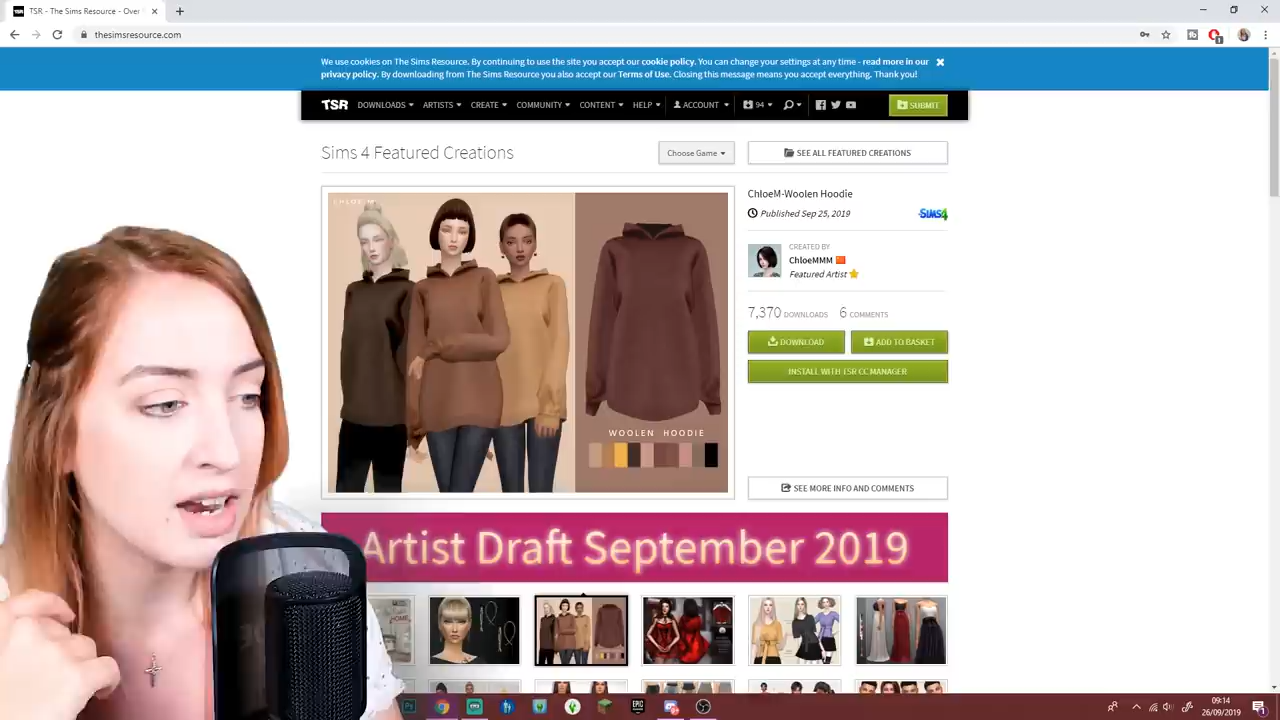 TSR - The Sims Resource - Over
thesimsresource.com
1
We use cookies on The Sims Resource. By continuing to use the site you accept our cookie policy. You can change your settings at any time - read more in our
privacy policy. By downloading from The Sims Resource you also accept our Terms of Use. Closing this message means you accept everything. Thank you!
TSR DOWNLOADS ARTISTS CREATE COMMUNITY CONTENT HELP ACCOUNT 94 SUBMIT
Sims 4 Featured Creations
Choose Game
SEE ALL FEATURED CREATIONS
CHLOE M
WOOLEN HOODIE
ChloeM-Woolen Hoodie
Published Sep 25, 2019
SIMS4
CREATED BY
ChloeMMM
Featured Artist
7,370 DOWNLOADS 6 COMMENTS
DOWNLOAD
ADD TO BASKET
INSTALL WITH TSR CC MANAGER
SEE MORE INFO AND COMMENTS
Artist Draft September 2019
HOME
Ps
EPIC
09:14
26/09/2019
1